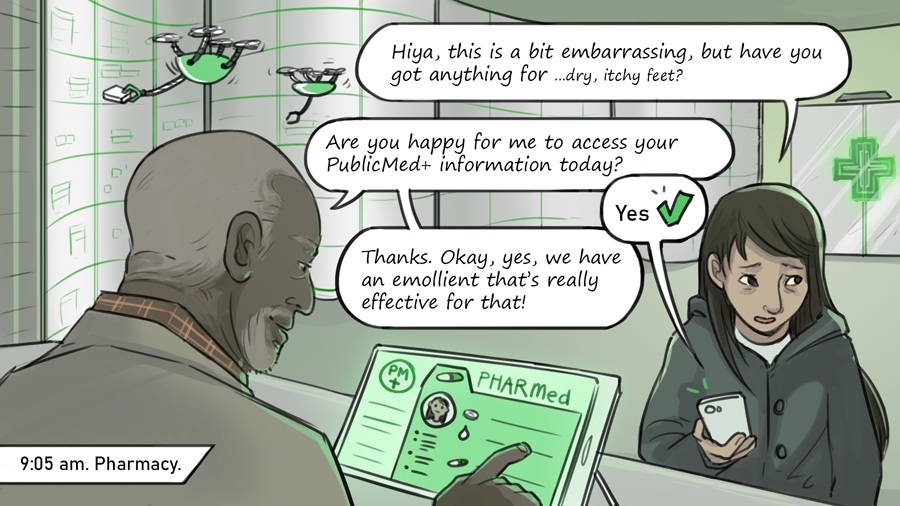 Hiya, this is a bit embarrassing, but have you
got anything for ...dry, itchy feet?
Are you happy for me to access your
PublicMed+ information today?
Yes
Thanks. Okay, yes, we have
an emollient that's really
effective for that!
PM
+
PHARMed
9:05 am. Pharmacy.